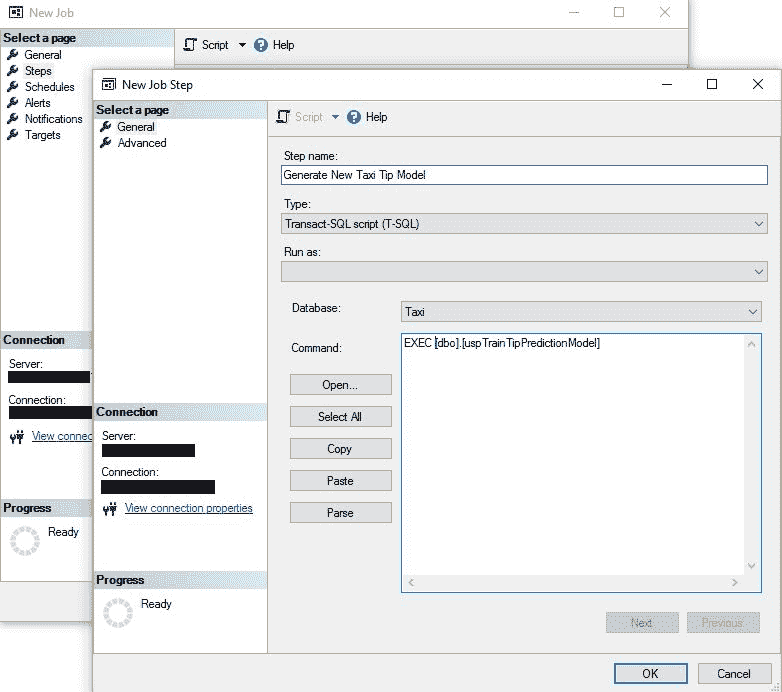 New Job
Select a page
General
Steps
Schedules
Alerts
Notifications
Targets
Script
Help
Connection
Server:
Connection:
View connec
Progress
Ready
New Job Step
Select a page
General
Advanced
Script
Help
Step name:
Generate New Taxi Tip Model
Type:
Transact-SQL script (T-SQL)
Run as:
Database:
Taxi
Command:
EXEC [dbo].[uspTrainTipPredictionModel]
Open...
Select All
Copy
Paste
Parse
Connection
Server:
Connection:
View connection properties
Progress
Ready
Next
Previous
OK
Cancel